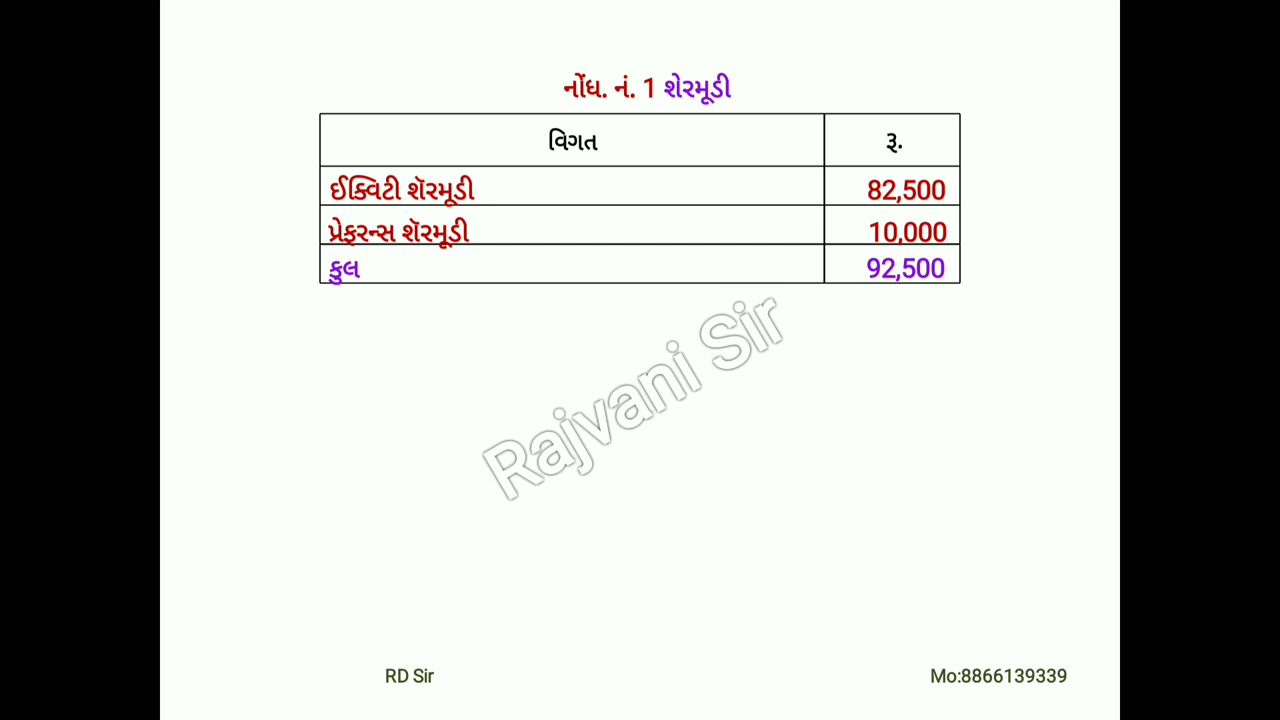 નોંધ. નં. 1 શેરમૂડી
વિગત રૂ.
ઈક્વિટી શૅરમૂડી 82,500
પ્રેફરન્સ શૅરમૂડી 10,000
કુલ 92,500
Rajvani Sir
RD Sir Mo:8866139339